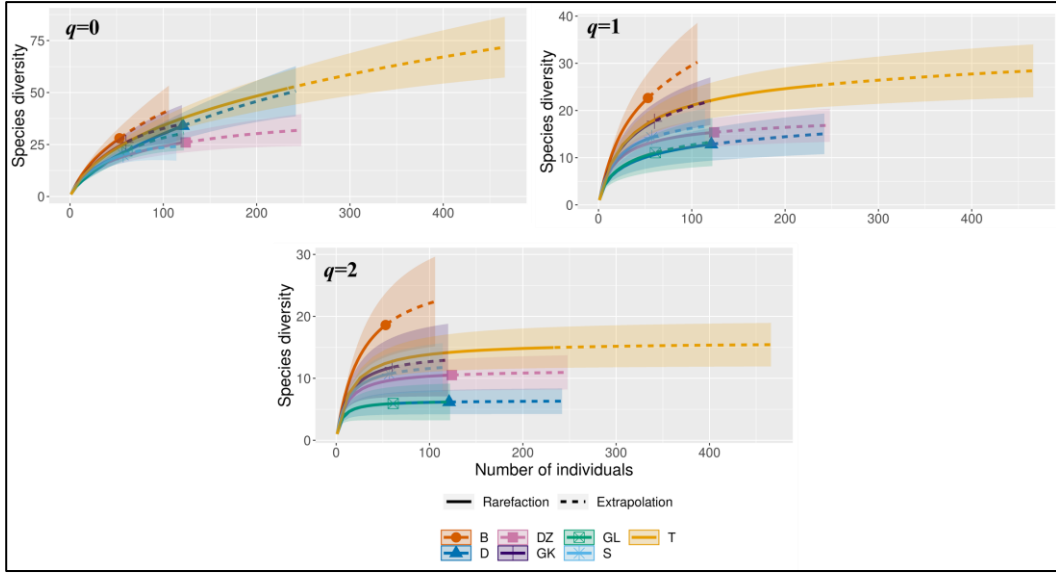 q=0
Species diversity
75
50
25
0
0 100 200 300 400
q=1
Species diversity
40
30
20
10
0
0 100 200 300 400
q=2
Species diversity
30
20
10
0
0 100 200 300 400
Number of individuals
Rarefaction Extrapolation
B DZ GL T
D GK S